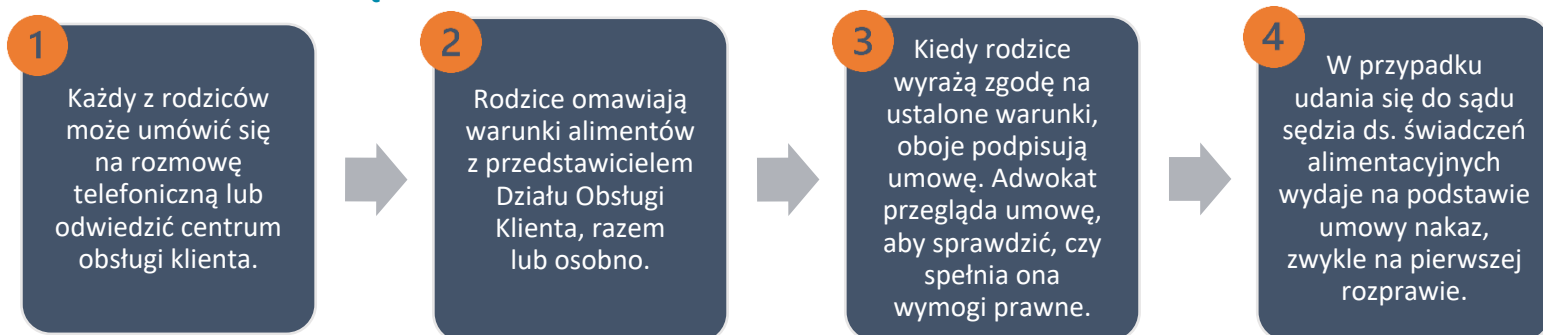 1
Każdy z rodziców
może umówić się
na rozmowę
telefoniczną lub
odwiedzić centrum
obsługi klienta.
2
Rodzice omawiają
warunki alimentów
z przedstawicielem
Działu Obsługi
Klienta, razem
lub osobno.
3
Kiedy rodzice
wyrażą zgodę na
ustalone warunki,
oboje podpisują
umowę. Adwokat
przegląda umowę,
aby sprawdzić, czy
spełnia ona
wymogi prawne.
4
W przypadku
udania się do sądu
sędzia ds. świadczeń
alimentacyjnych
wydaje na podstawie
umowy nakaz,
zwykle na pierwszej
rozprawie.